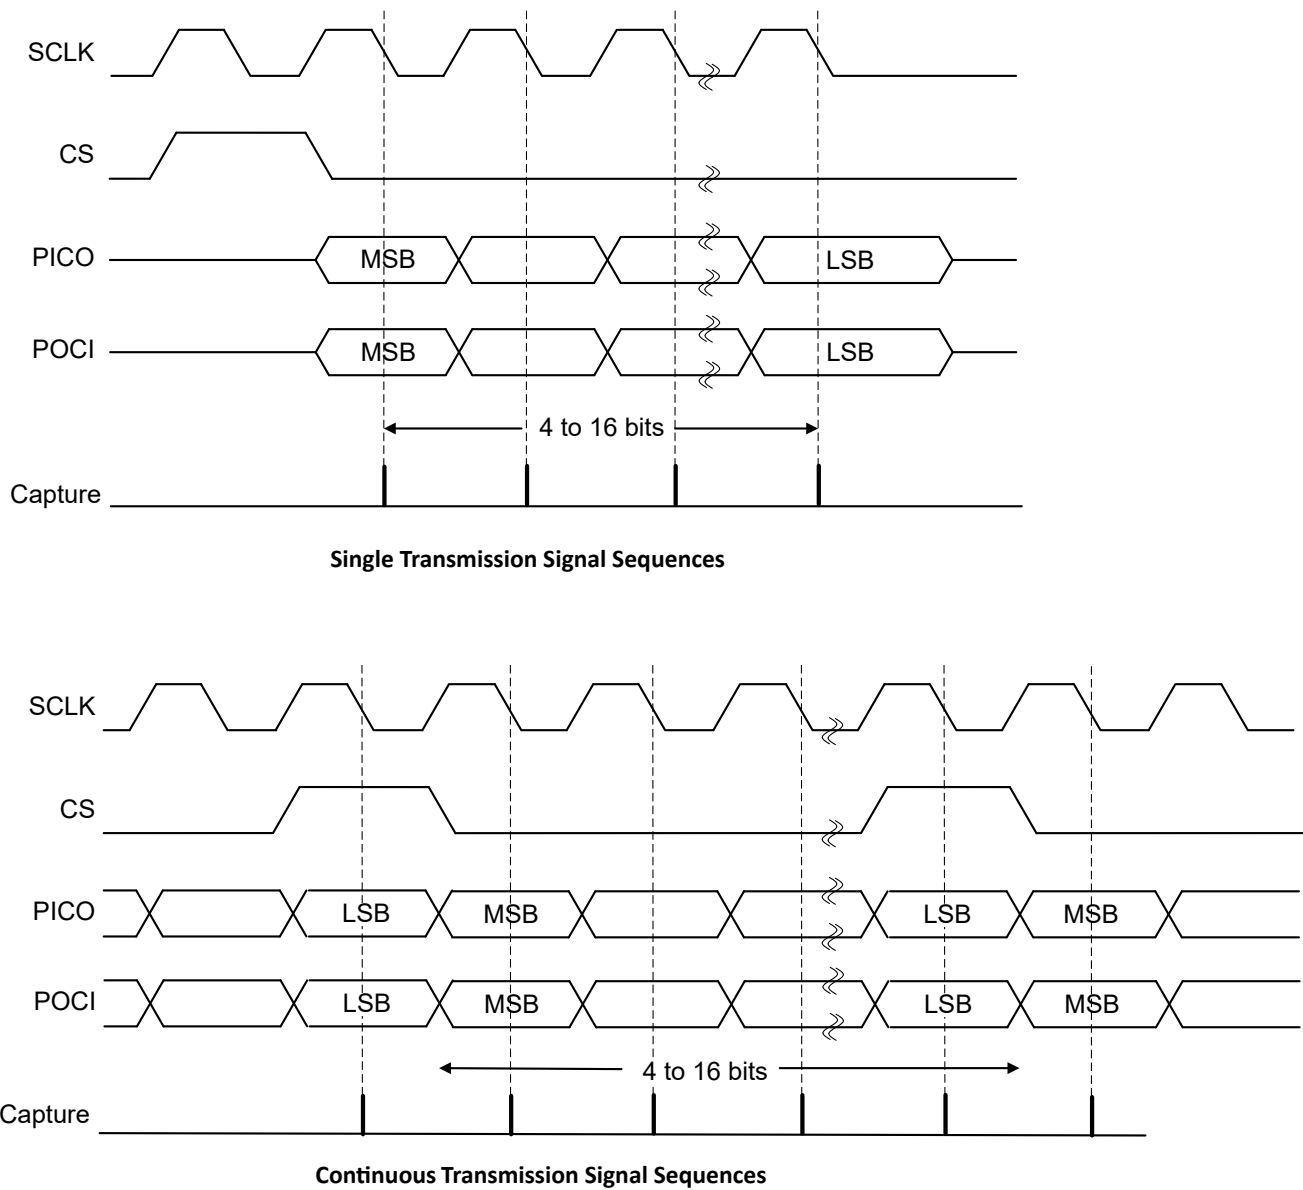 SCLK
CS
PICO MSB LSB
POCI MSB LSB
4 to 16 bits
Capture
Single Transmission Signal Sequences
SCLK
CS
PICO LSB MSB LSB MSB
POCI LSB MSB LSB MSB
4 to 16 bits
Capture
Continuous Transmission Signal Sequences